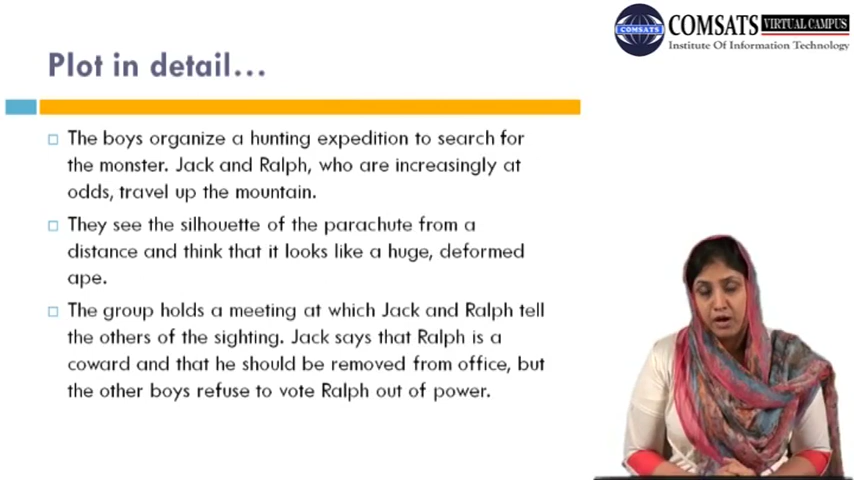 COMSATS VIRTUAL CAMPUS
Institute Of Information Technology
COMSATS
Plot in detail...
The boys organize a hunting expedition to search for
the monster. Jack and Ralph, who are increasingly at
odds, travel up the mountain.
They see the silhouette of the parachute from a
distance and think that it looks like a huge, deformed
ape.
The group holds a meeting at which Jack and Ralph tell
the others of the sighting. Jack says that Ralph is a
coward and that he should be removed from office, but
the other boys refuse to vote Ralph out of power.